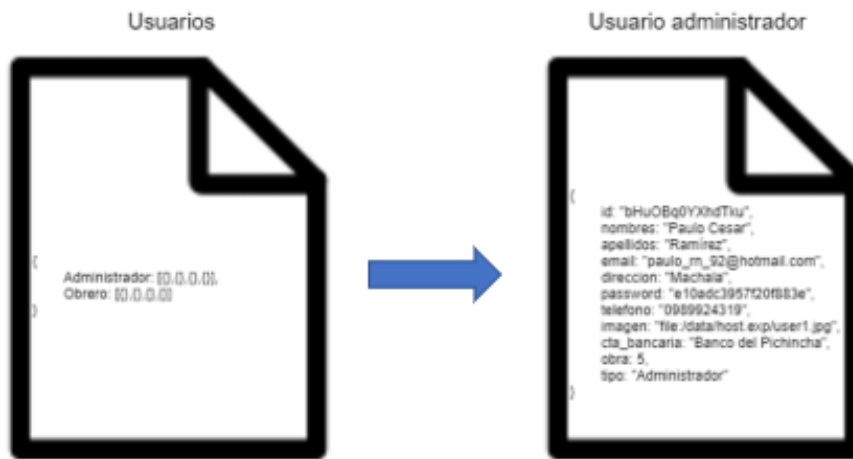 Usuarios
{
Administrador: [{},{},{},{}],
Obrero: [{},{},{},{}]
}
Usuario administrador
{
id: "bHuOBq0YXhdTku",
nombres: "Paulo Cesar",
apellidos: "Ramírez",
email: "paulo_rn_92@hotmail.com",
direccion: "Machala",
password: "e10adc3957f20f883e",
telefono: "0989924319",
imagen: "file:/data/host.exp/user1.jpg",
cta_bancaria: "Banco del Pichincha",
obra: 5,
tipo: "Administrador"
}